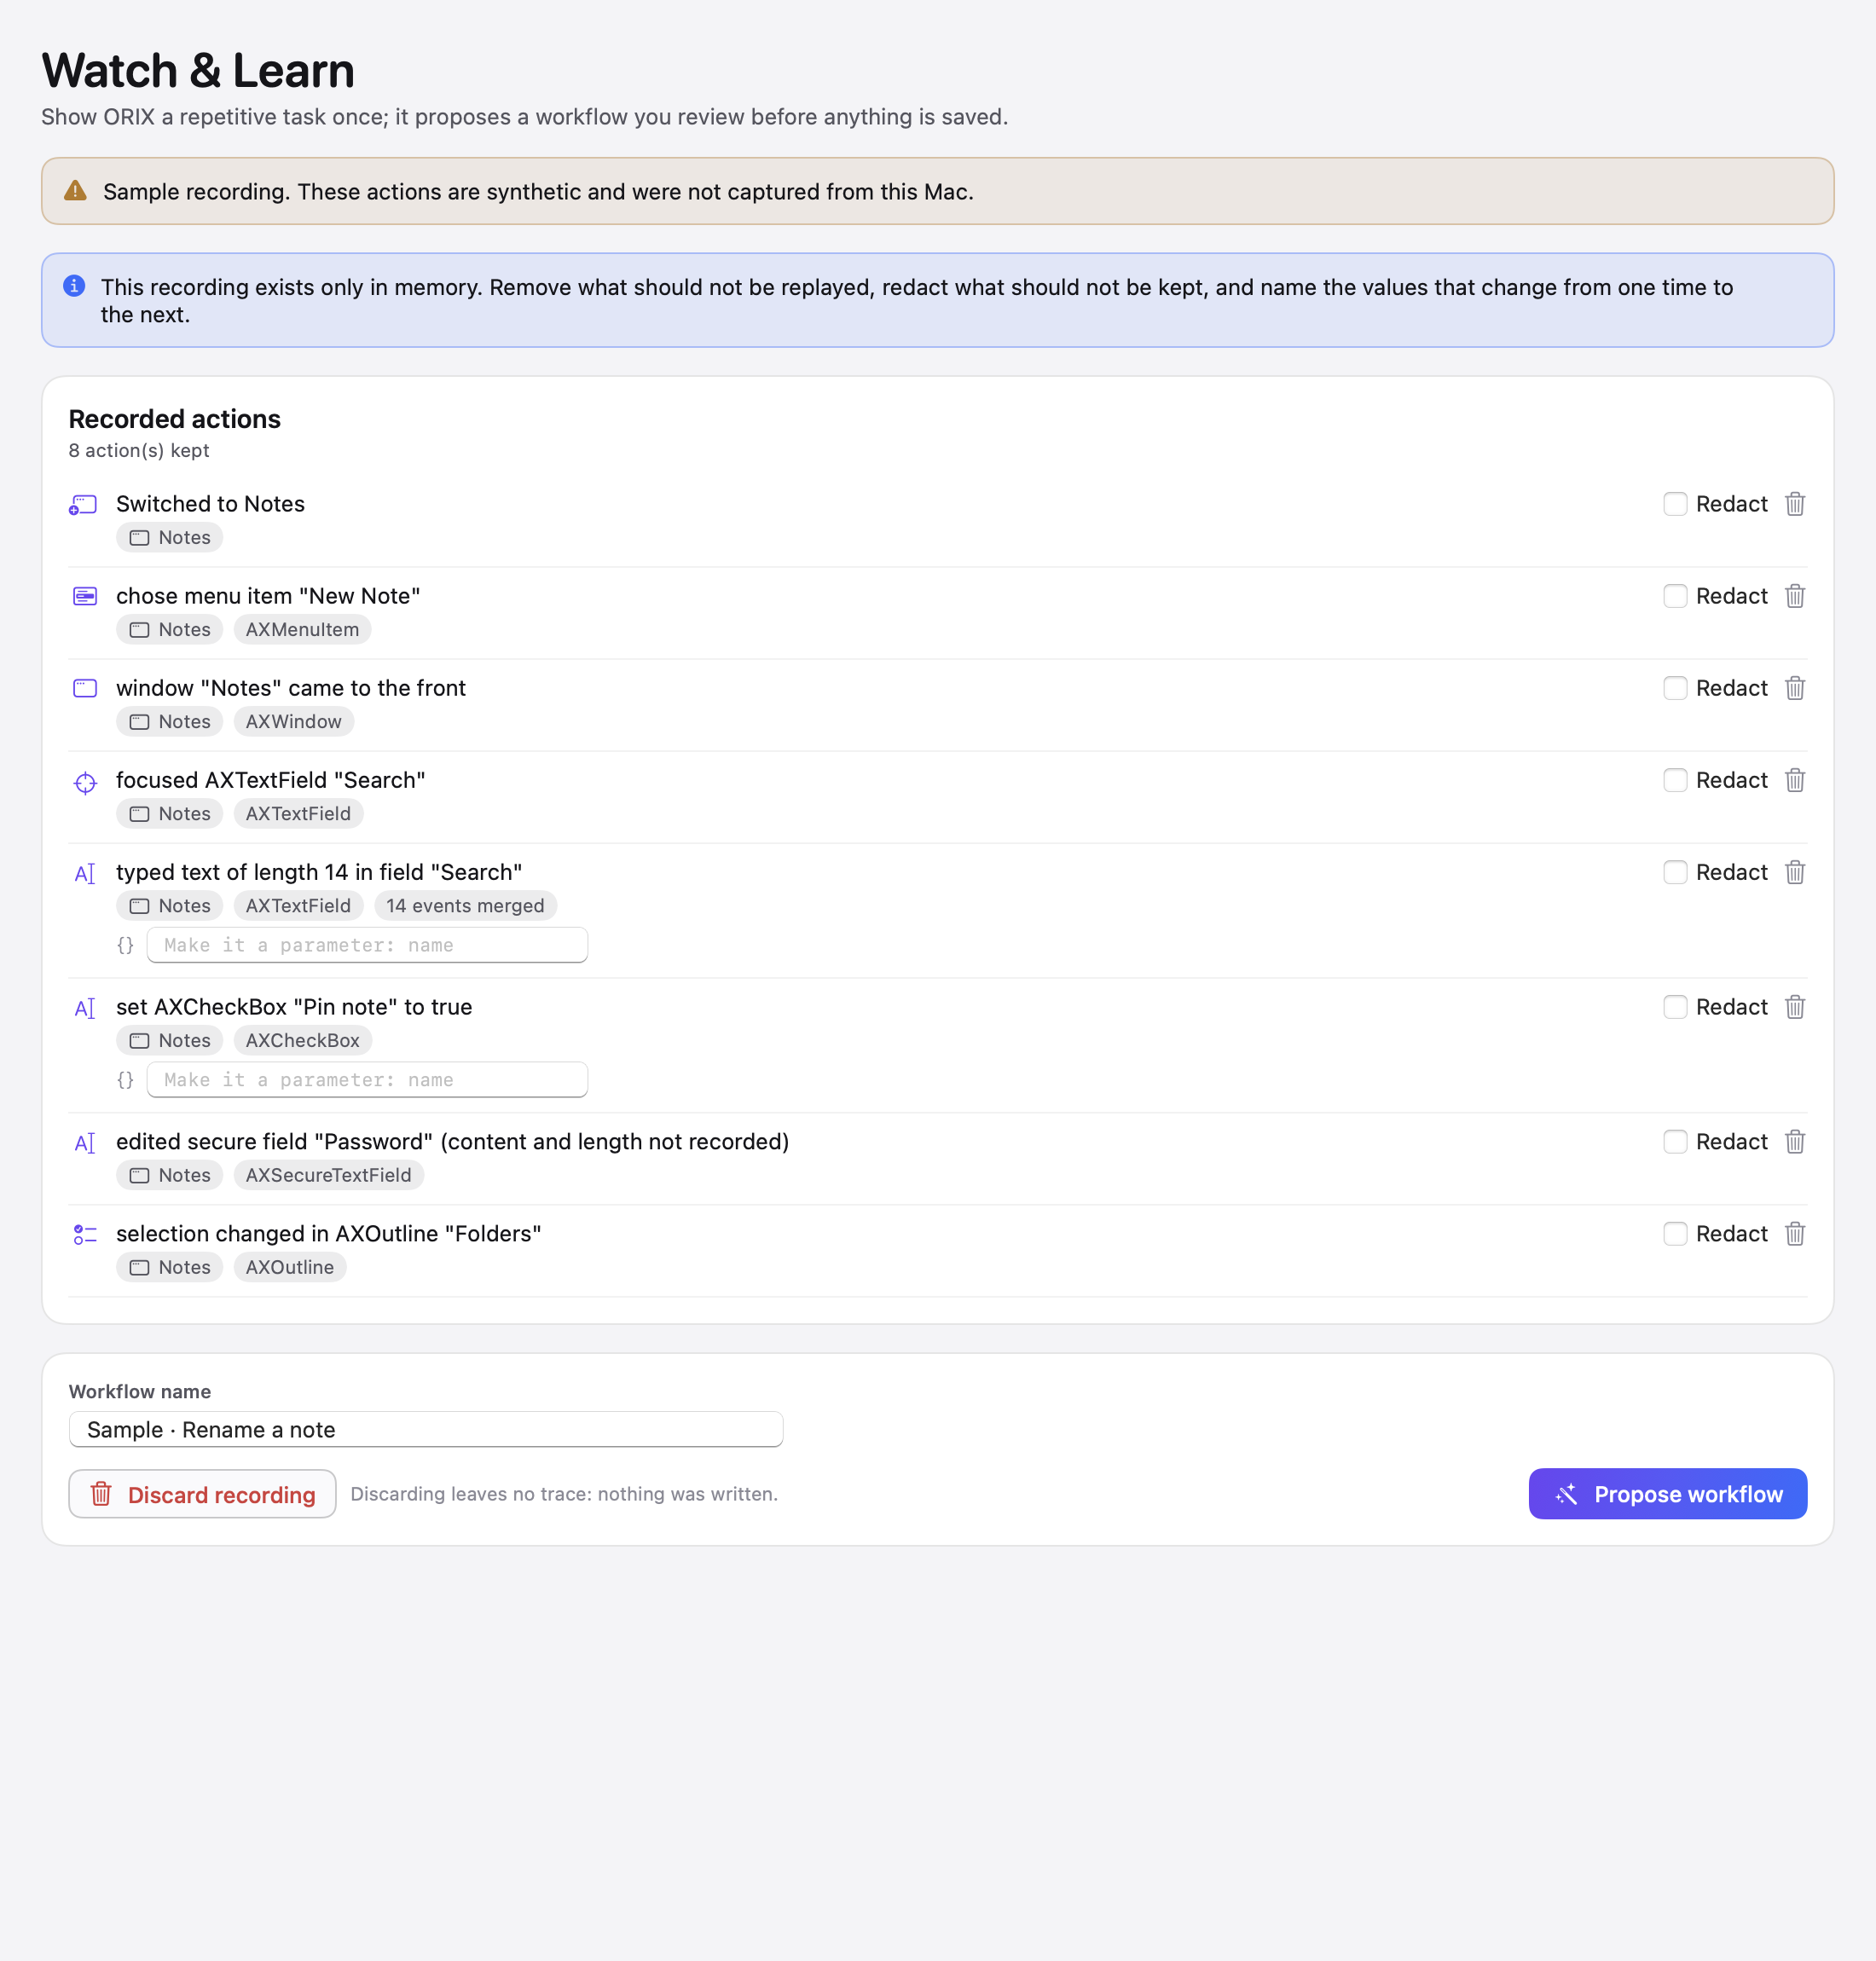 Watch & Learn
Show ORIX a repetitive task once; it proposes a workflow you review before anything is saved.
Sample recording. These actions are synthetic and were not captured from this Mac.
This recording exists only in memory. Remove what should not be replayed, redact what should not be kept, and name the values that change from one time to
the next.
Recorded actions
8 action(s) kept
Switched to Notes
Redact
Notes
chose menu item "New Note"
Redact
Notes AXMenuItem
window "Notes" came to the front
Redact
Notes AXWindow
focused AXTextField "Search"
Redact
Notes AXTextField
typed text of length 14 in field "Search"
Redact
Notes AXTextField 14 events merged
{} Make it a parameter: name
set AXCheckBox "Pin note" to true
Redact
Notes AXCheckBox
{} Make it a parameter: name
edited secure field "Password" (content and length not recorded)
Redact
Notes AXSecureTextField
selection changed in AXOutline "Folders"
Redact
Notes AXOutline
Workflow name
Sample · Rename a note
Discard recording
Discarding leaves no trace: nothing was written.
Propose workflow